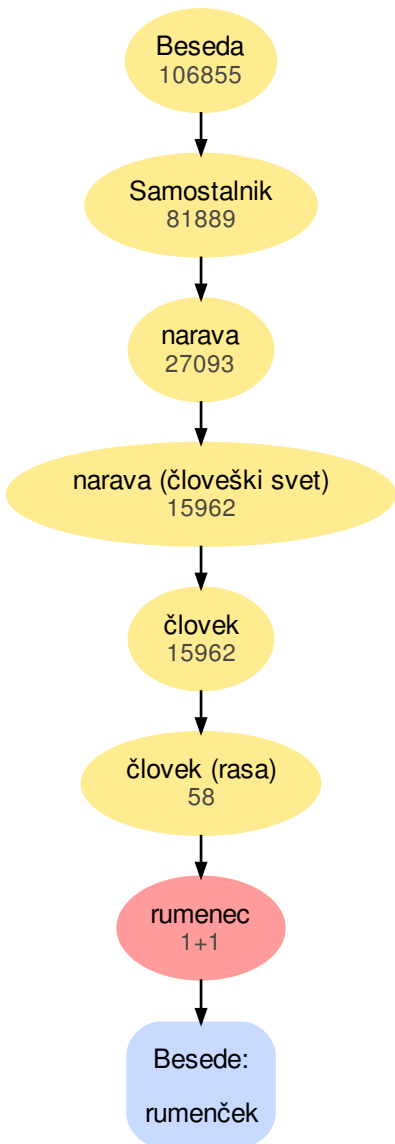 Beseda
106855
Samostalnik
81889
narava
27093
narava (človeški svet)
15962
človek
15962
človek (rasa)
58
rumenec
1+1
Besede:
rumenček